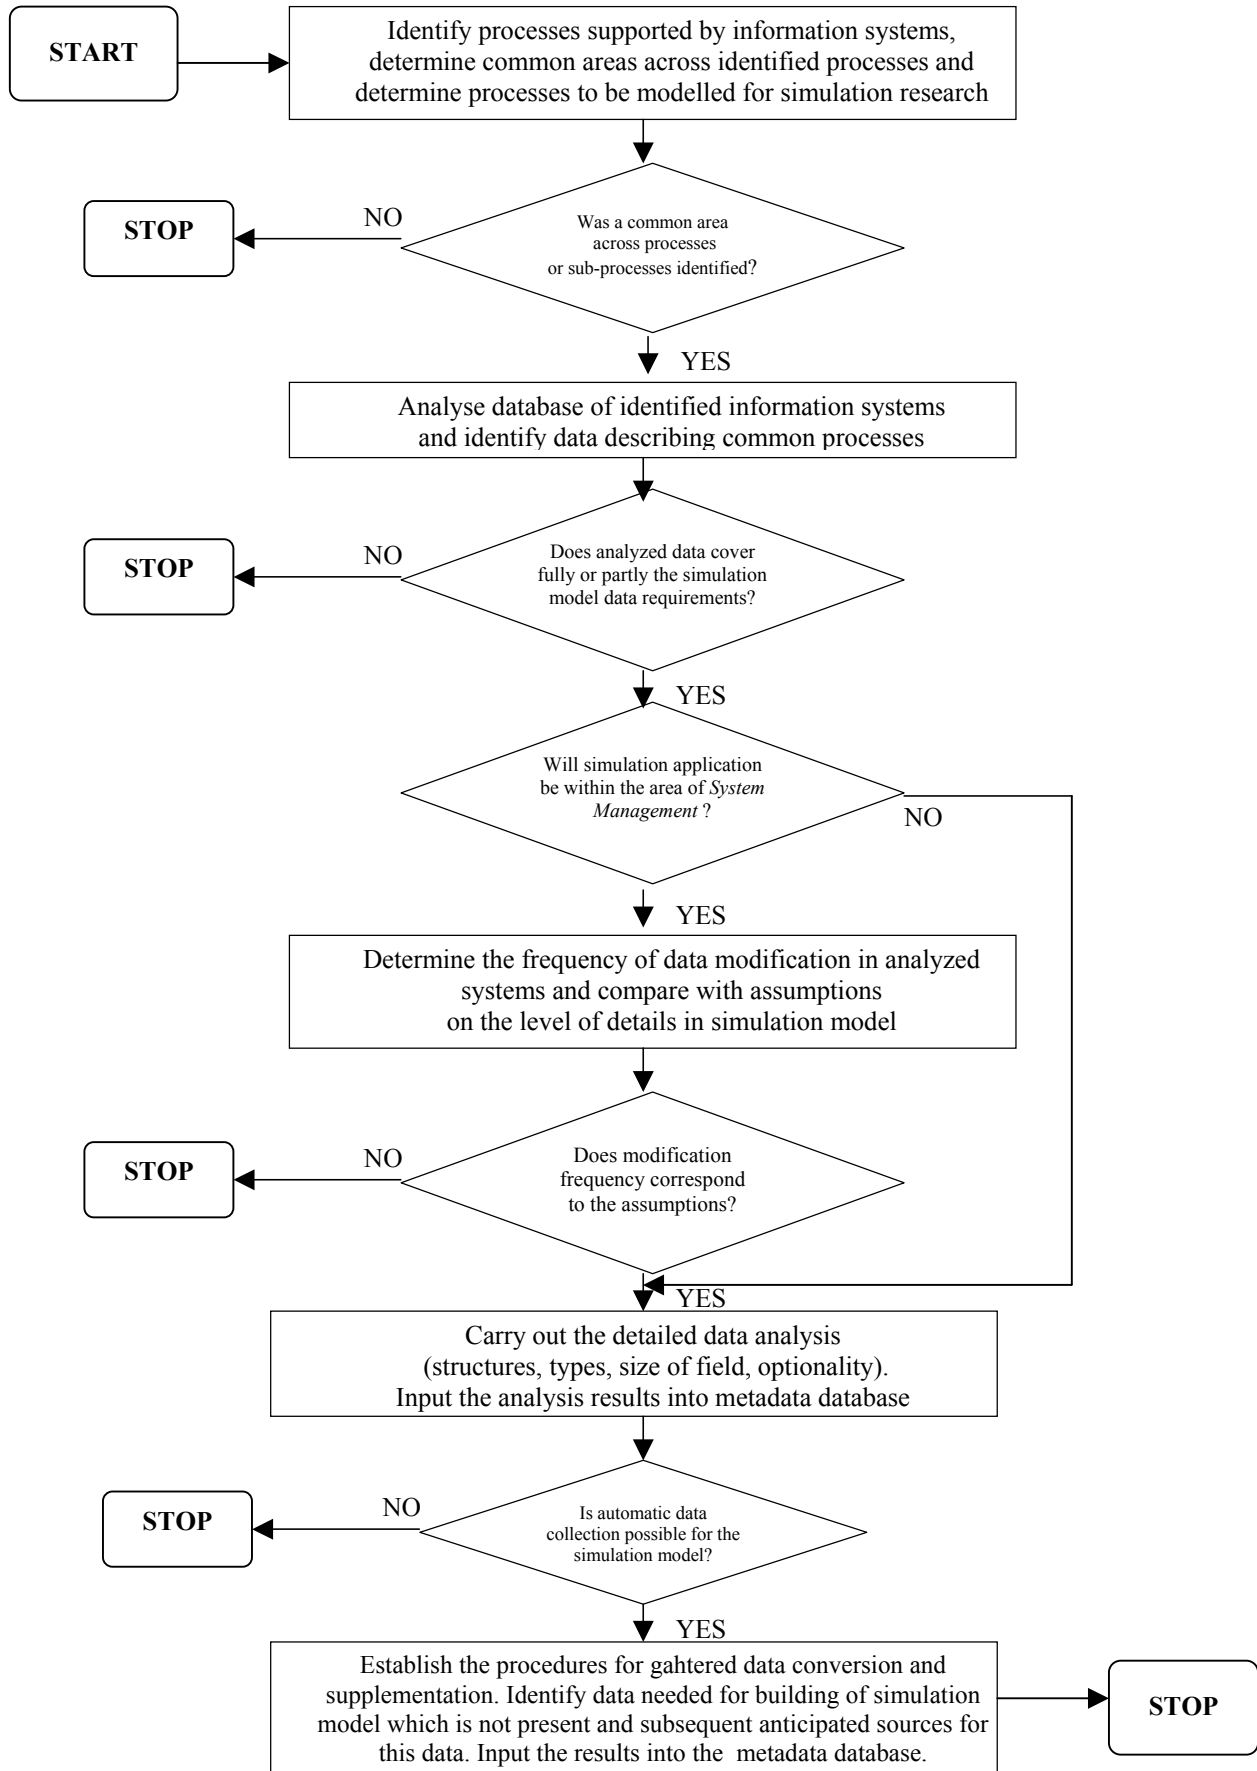 START
Identify processes supported by information systems,
determine common areas across identified processes and
determine processes to be modelled for simulation research
STOP
NO
Was a common area
across processes
or sub-processes identified?
YES
Analyse database of identified information systems
and identify data describing common processes
STOP
NO
Does analyzed data cover
fully or partly the simulation
model data requirements?
YES
Will simulation application
be within the area of System
Management ?
NO
YES
Determine the frequency of data modification in analyzed
systems and compare with assumptions
on the level of details in simulation model
STOP
NO
Does modification
frequency correspond
to the assumptions?
YES
Carry out the detailed data analysis
(structures, types, size of field, optionality).
Input the analysis results into metadata database
STOP
NO
Is automatic data
collection possible for the
simulation model?
YES
Establish the procedures for gahtered data conversion and
supplementation. Identify data needed for building of simulation
model which is not present and subsequent anticipated sources for
this data. Input the results into the metadata database.
STOP